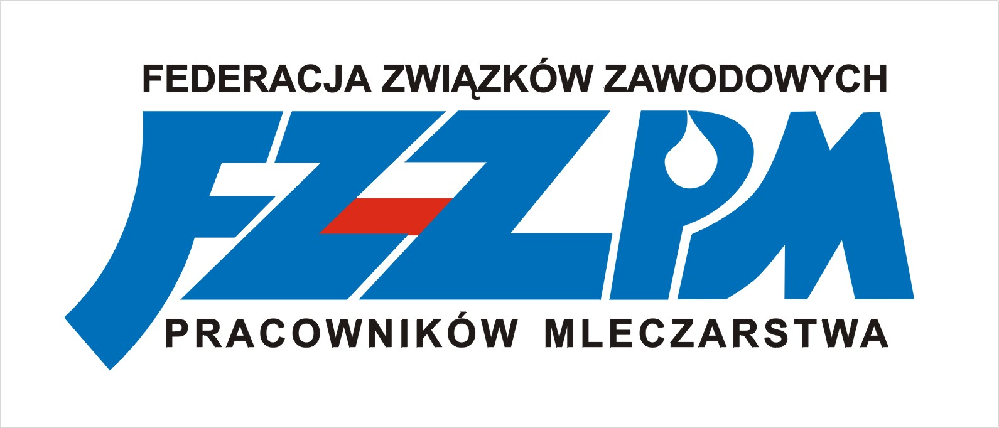 FEDERACJA ZWIĄZKÓW ZAWODOWYCH
FZZPM
PRACOWNIKÓW MLECZARSTWA